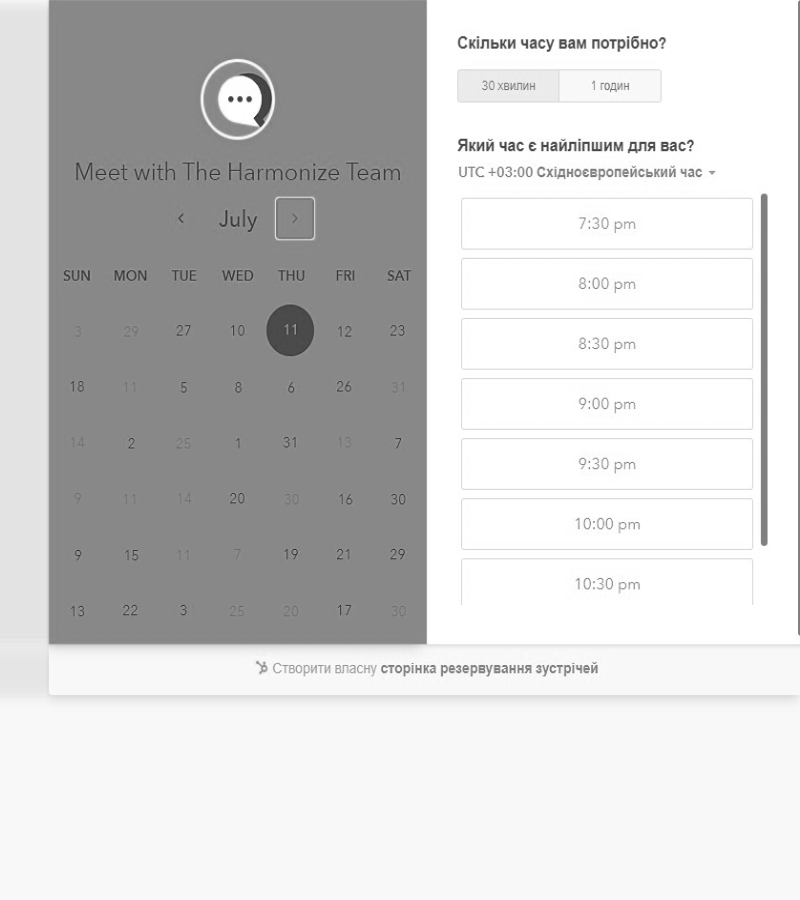 Meet with The Harmonize Team
July
SUN MON TUE WED THU FRI SAT
3 29 27 10 11 12 23
18 11 5 8 6 26 31
14 2 25 1 31 13 7
9 11 14 20 30 16 30
9 15 11 7 19 21 29
13 22 3 25 20 17 30
Скільки часу вам потрібно?
30 хвилин 1 годин
Який час є найліпшим для вас?
UTC +03:00 Східноєвропейський час
7:30 pm
8:00 pm
8:30 pm
9:00 pm
9:30 pm
10:00 pm
10:30 pm
Створити власну сторінка резервування зустрічей